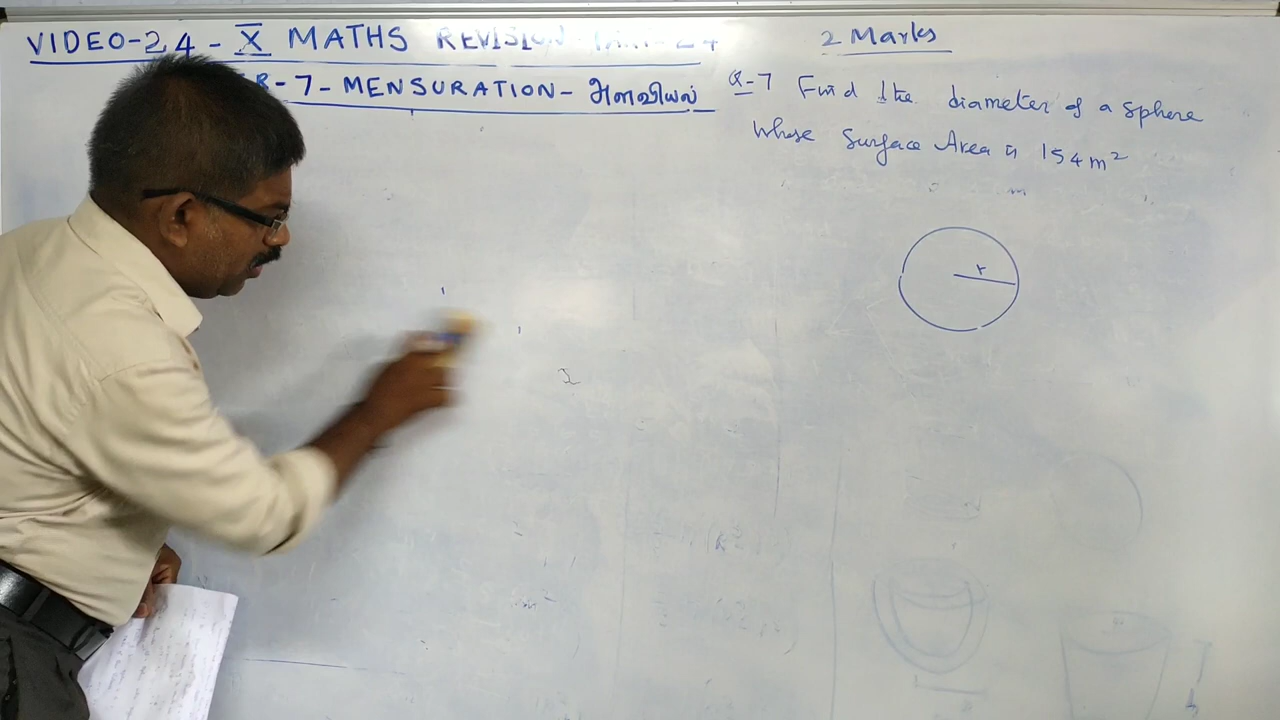 VIDEO-24 - X MATHS REVISION
R-7-MENSURATION- அளவியல்
2 Marks
Q-7 Find the diameter of a sphere
whose Surface Area is 154 m²
r